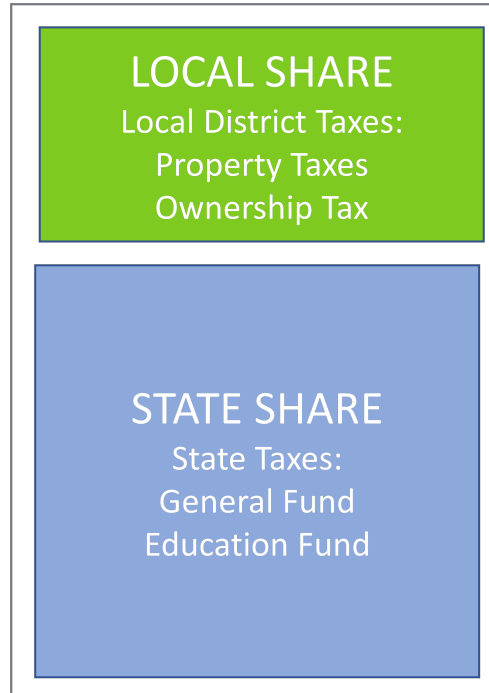 LOCAL SHARE
Local District Taxes:
Property Taxes
Ownership Tax
STATE SHARE
State Taxes:
General Fund
Education Fund